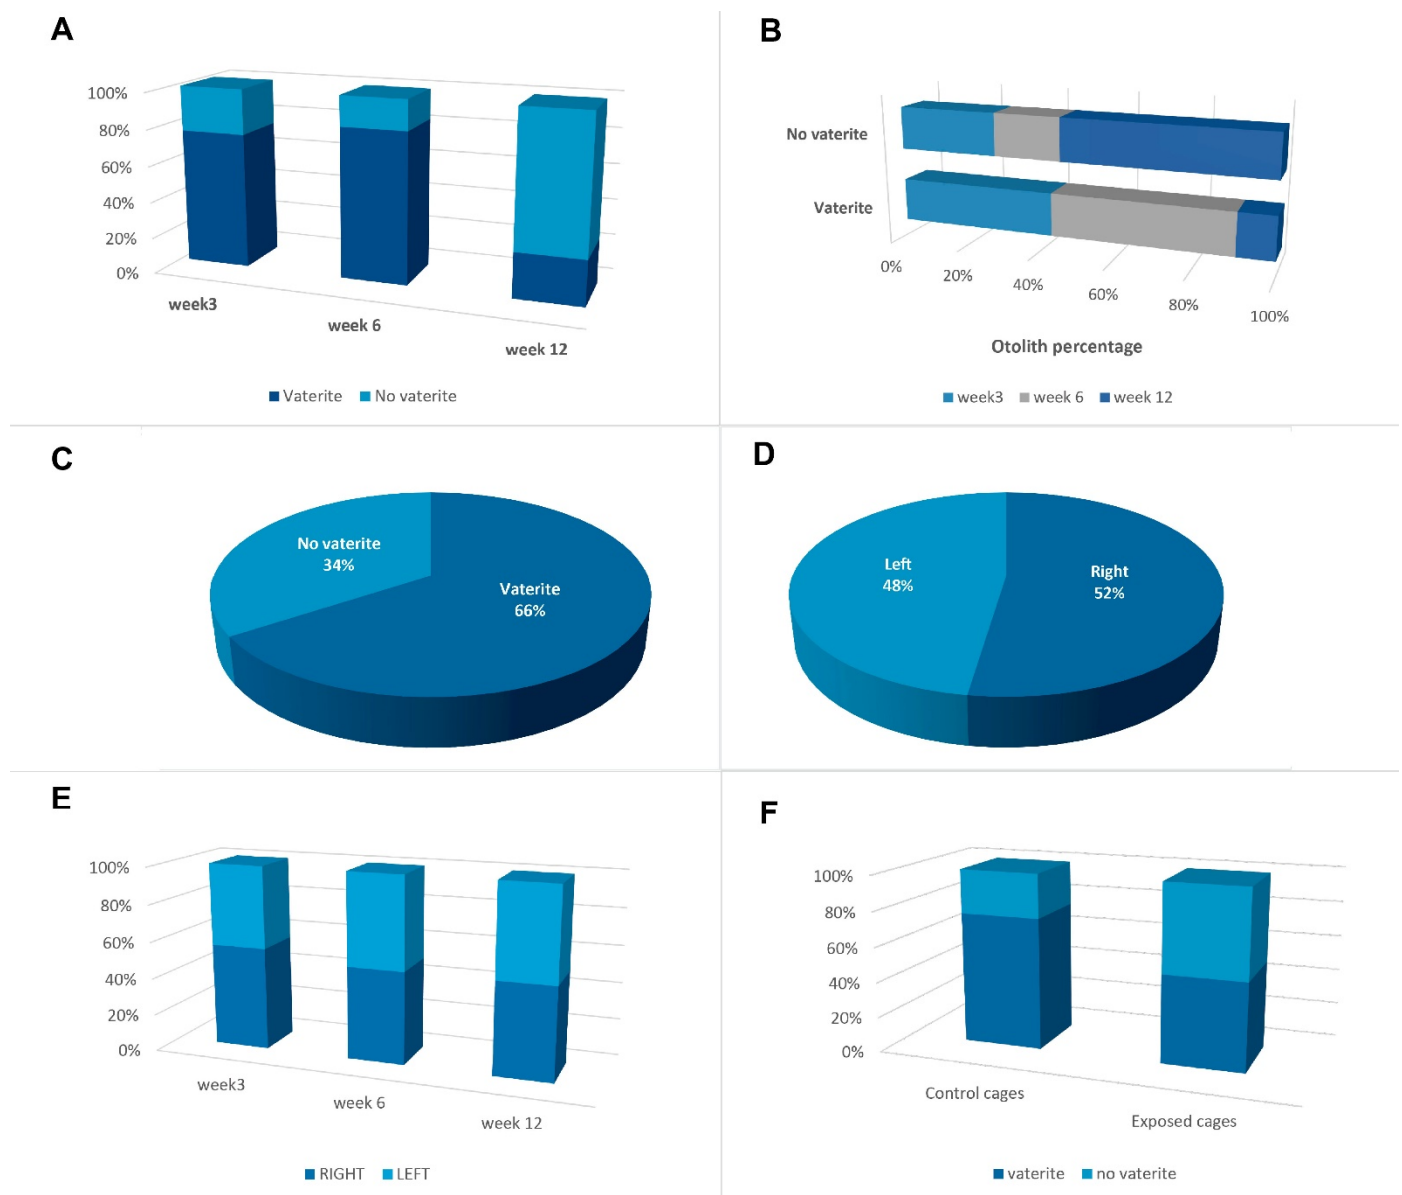 A
100%
80%
60%
40%
20%
0%
week3
week 6
week 12
Vaterite No vaterite
B
No vaterite
Vaterite
0%
20%
40%
60%
80%
100%
Otolith percentage
week3 week 6 week 12
C
No vaterite
34%
Vaterite
66%
D
Left
48%
Right
52%
E
100%
80%
60%
40%
20%
0%
week3
week 6
week 12
RIGHT LEFT
F
100%
80%
60%
40%
20%
0%
Control cages
Exposed cages
vaterite no vaterite